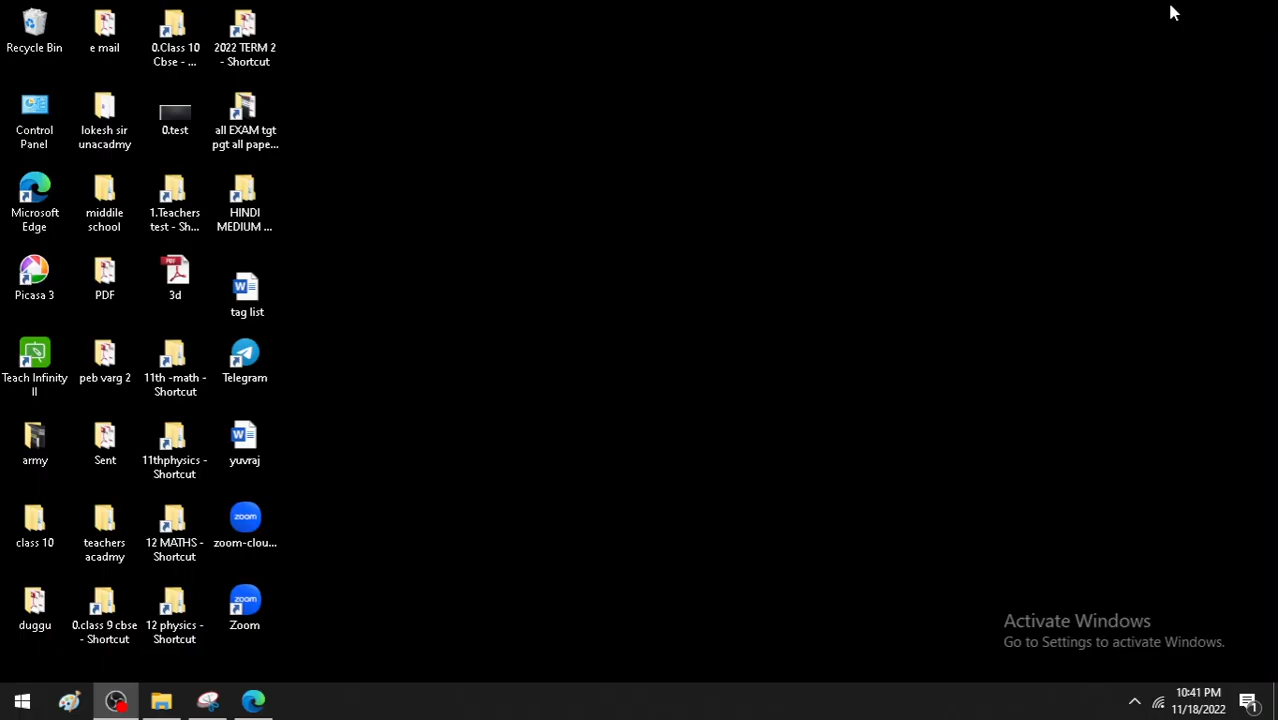 Recycle Bin
e mail
0.Class 10
Cbse - ...
2022 TERM 2
- Shortcut
Control
Panel
lokesh sir
unacadmy
0.test
all EXAM tgt
pgt all pape...
Microsoft
Edge
middile
school
1.Teachers
test - Sh...
HINDI
MEDIUM ...
Picasa 3
PDF
3d
tag list
Teach Infinity
II
peb varg 2
11th -math -
Shortcut
Telegram
army
Sent
11thphysics -
Shortcut
yuvraj
class 10
teachers
acadmy
12 MATHS -
Shortcut
zoom
zoom-clou...
duggu
0.class 9 cbse
- Shortcut
12 physics -
Shortcut
zoom
Zoom
Activate Windows
Go to Settings to activate Windows.
10:41 PM
11/18/2022
1